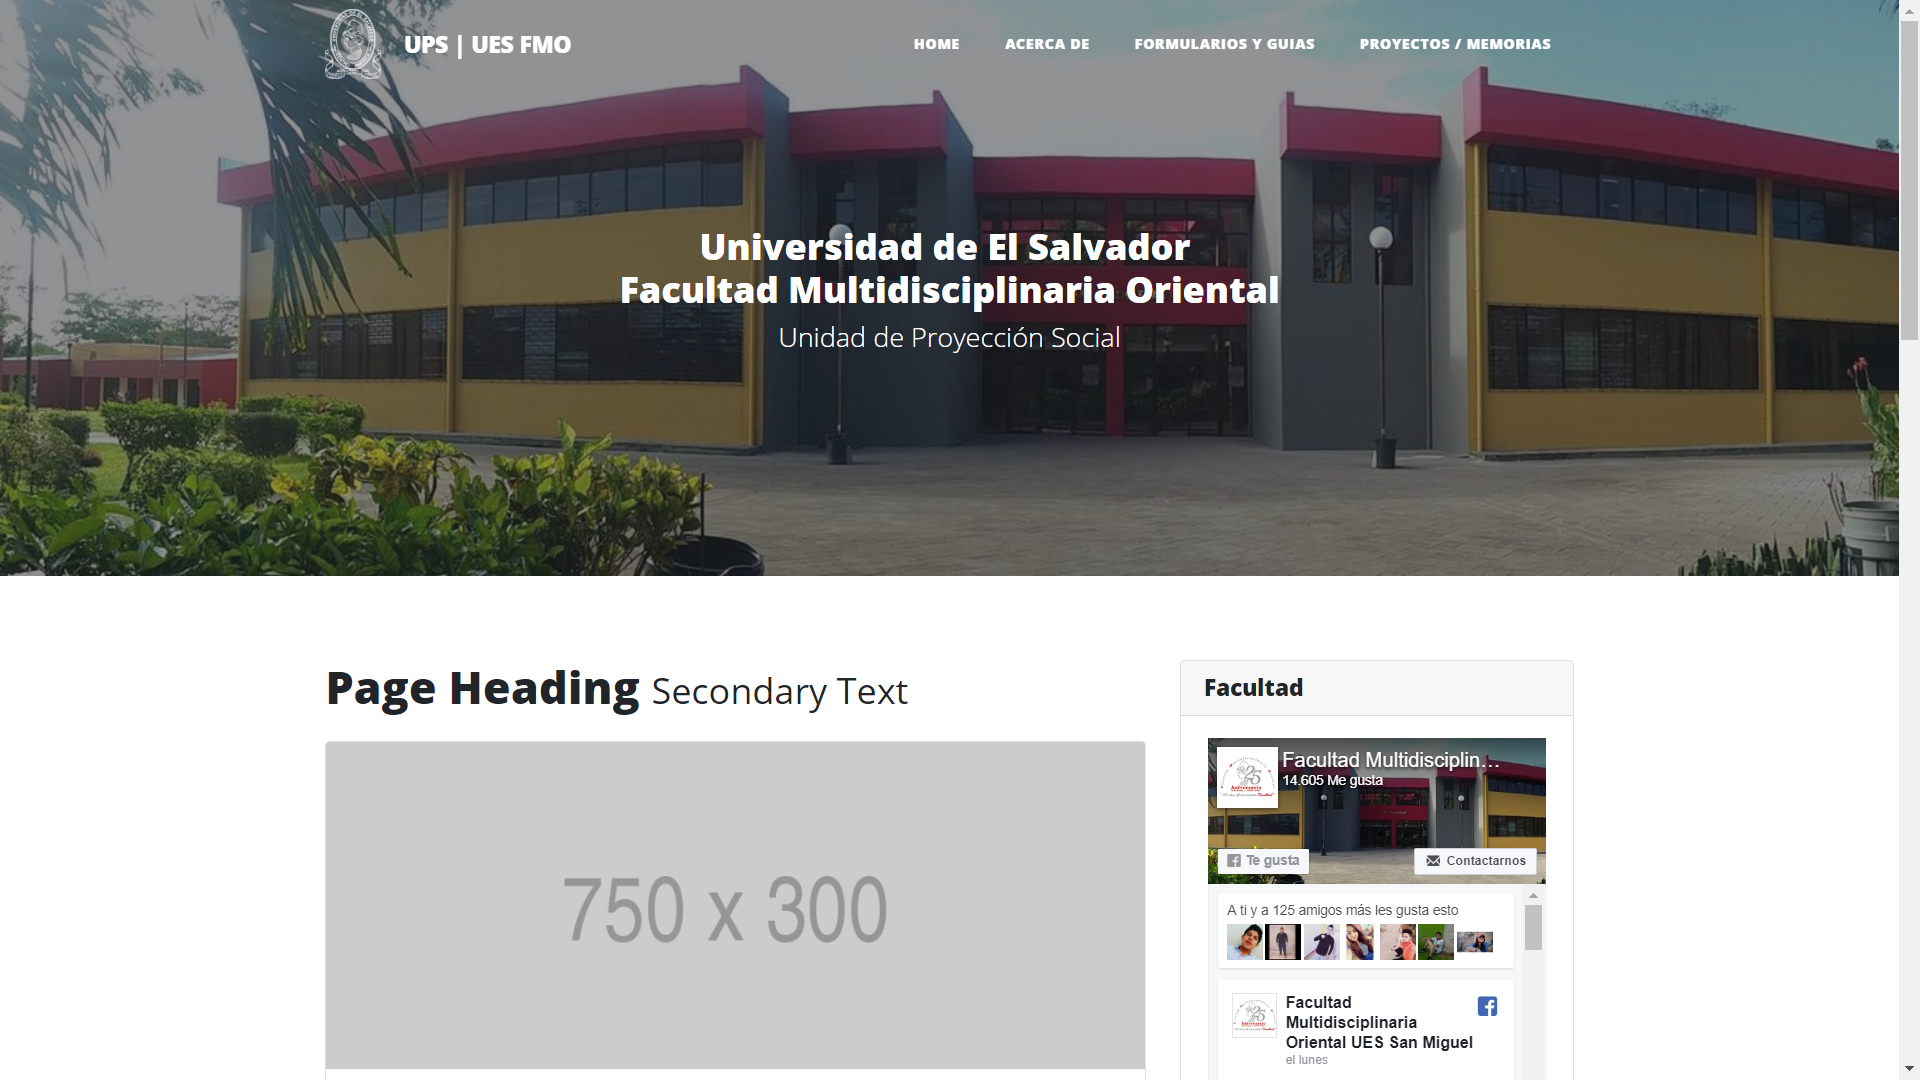 UPS | UES FMO
HOME
ACERCA DE
FORMULARIOS Y GUIAS
PROYECTOS / MEMORIAS
Universidad de El Salvador
Facultad Multidisciplinaria Oriental
Unidad de Proyección Social
Page Heading Secondary Text
750 x 300
Facultad
Facultad Multidisciplin...
14.605 Me gusta
Te gusta
Contactarnos
A ti y a 125 amigos más les gusta esto
Facultad
Multidisciplinaria
Oriental UES San Miguel
el lunes